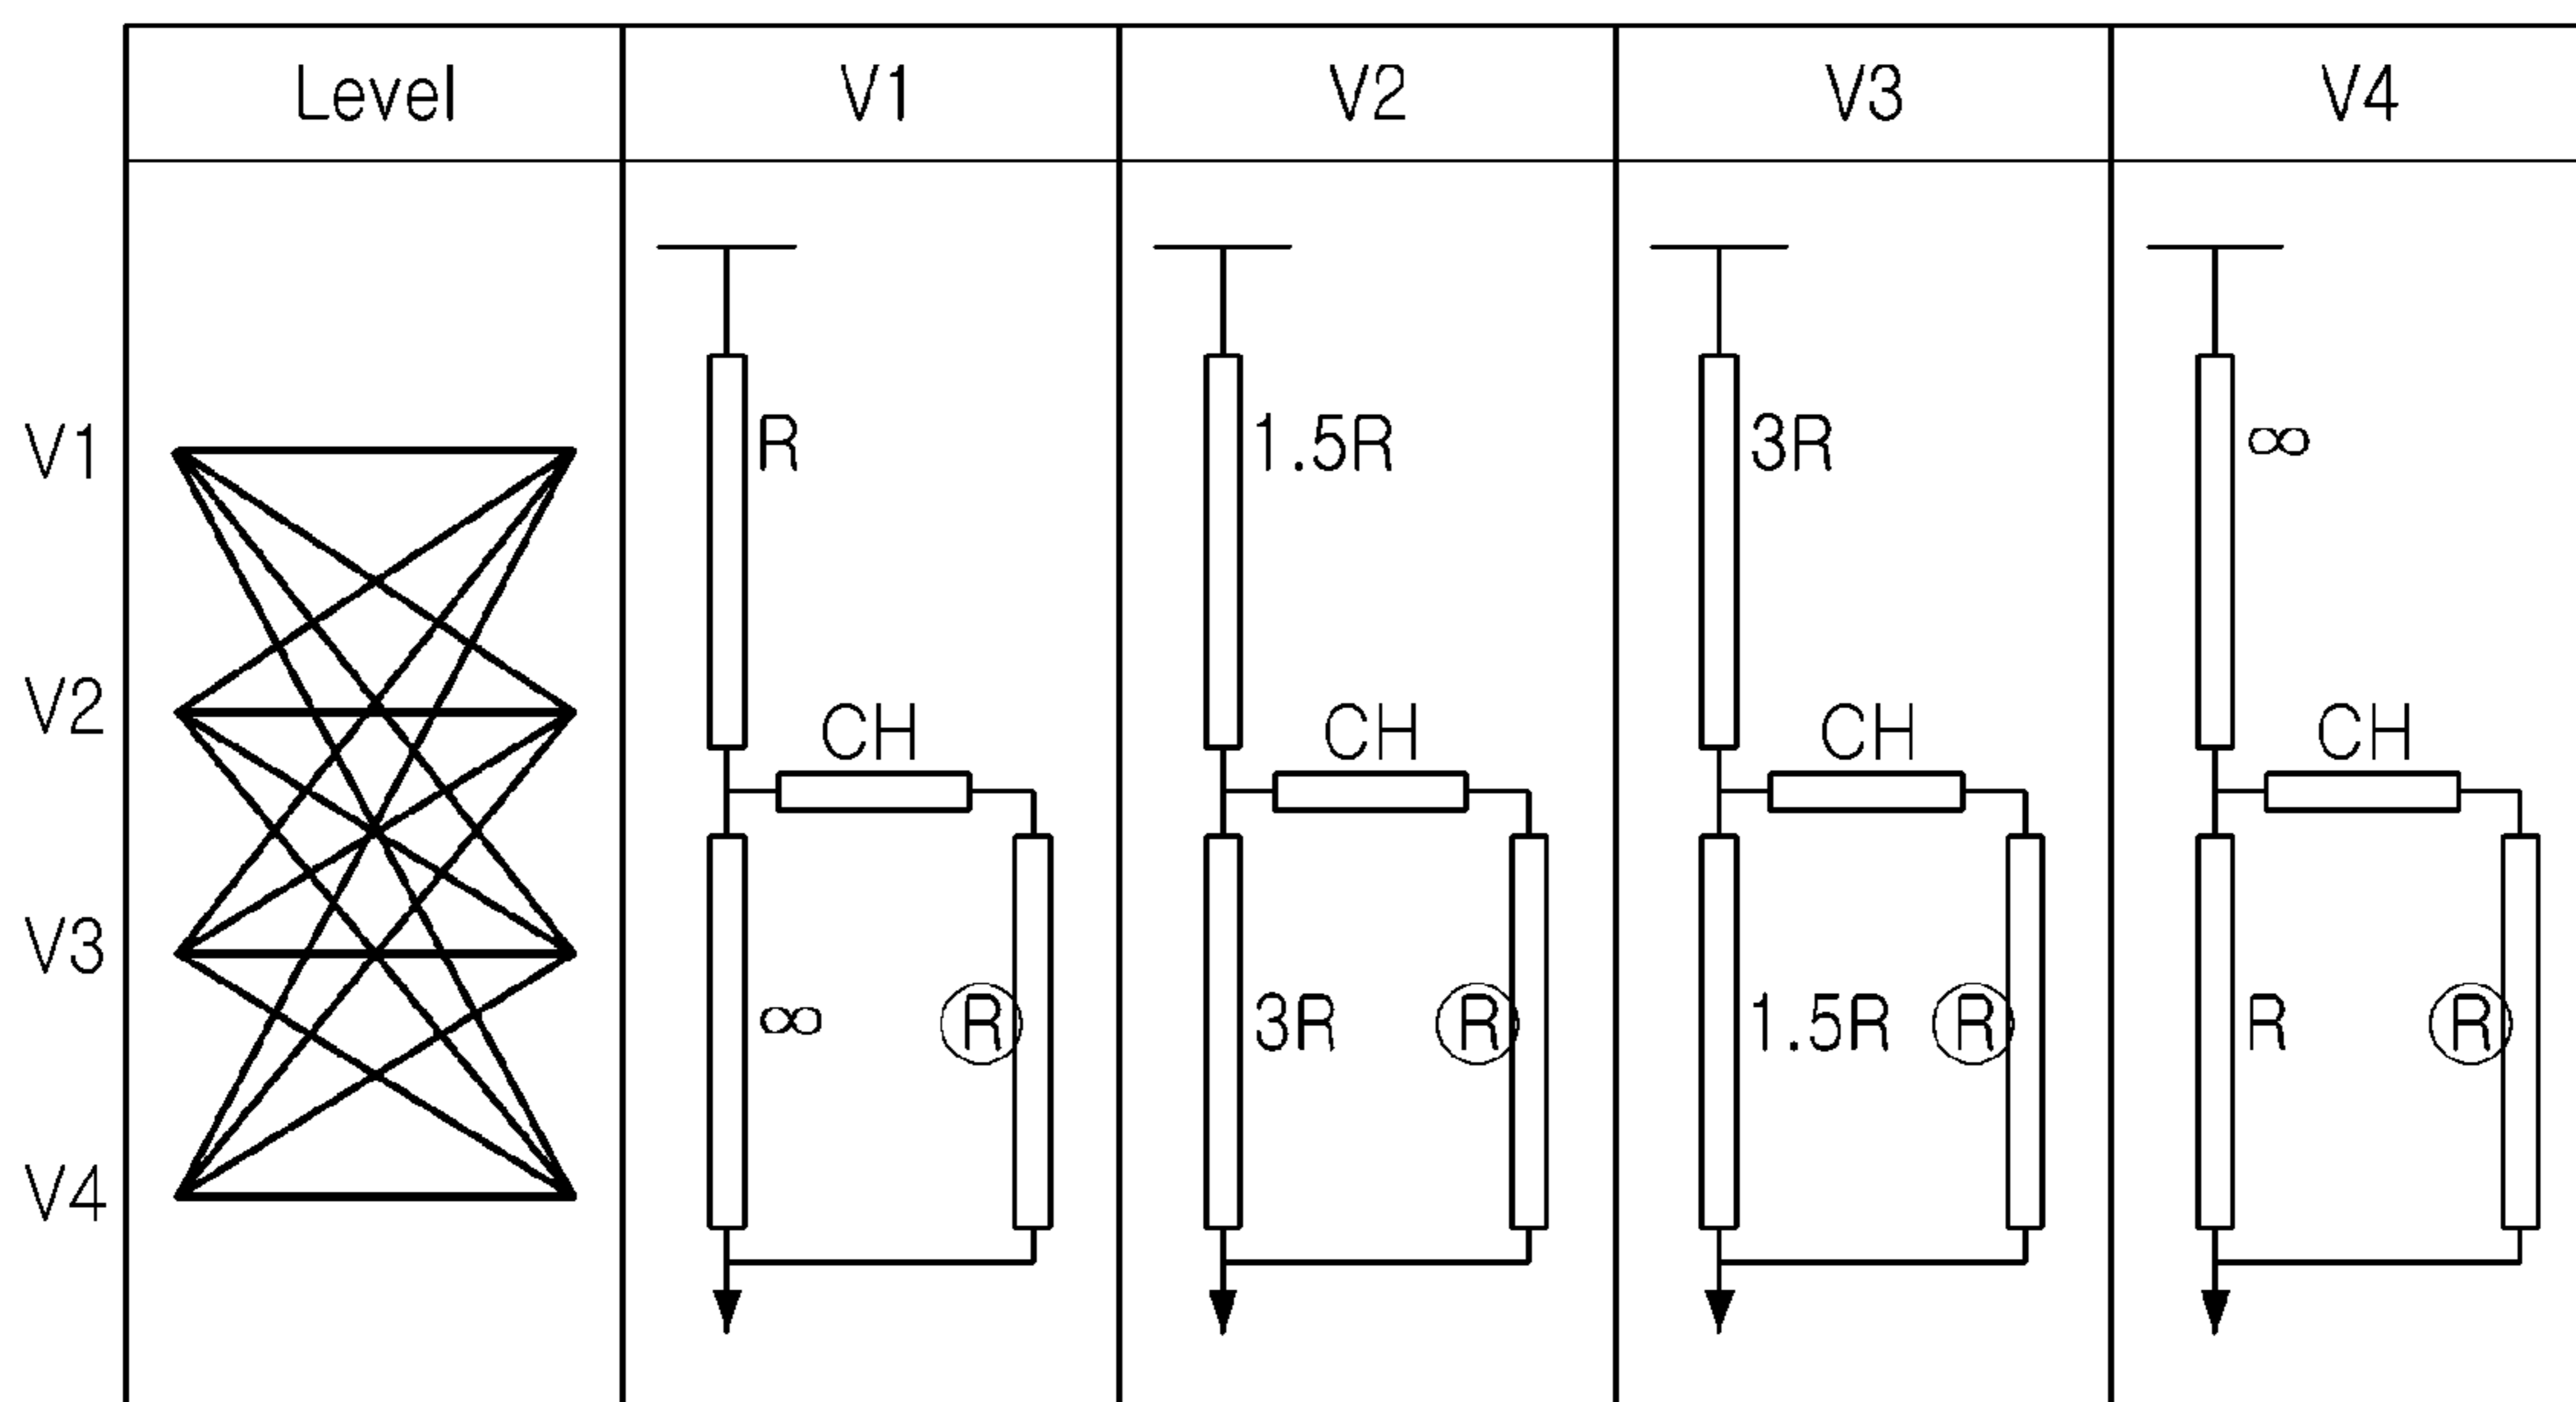 Level V1 V2 V3 V4
R 1.5R 3R ∞
V1
CH CH CH CH
V2
V3
∞ Ⓡ 3R Ⓡ 1.5R Ⓡ R Ⓡ
V4